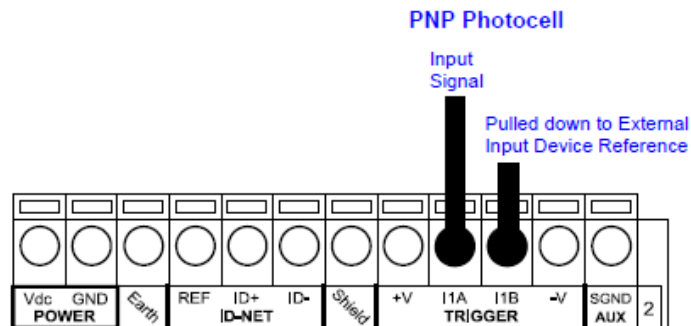 PNP Photocell
Input
Signal
Pulled down to External
Input Device Reference
Vdc GND Earth REF ID+ ID- Shield +V I1A I1B -V SGND 2
POWER D-NET TRIGGER AUX